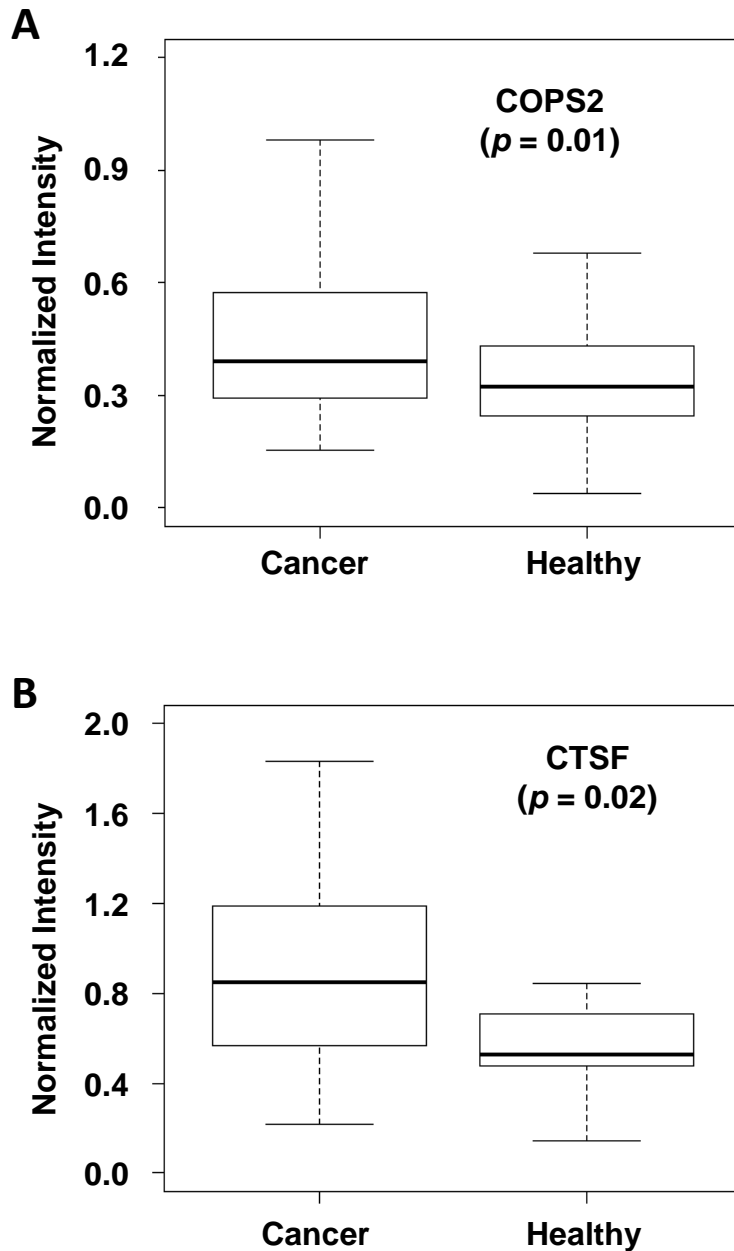 A
1.2
COPS2
(p = 0.01)
0.9
Normalized Intensity
0.6
0.3
0.0
Cancer Healthy
B
2.0
CTSF
(p = 0.02)
1.6
Normalized Intensity
1.2
0.8
0.4
0.0
Cancer Healthy